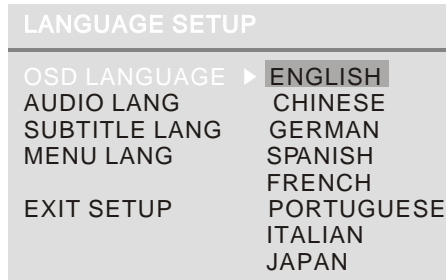 LANGUAGE SETUP
OSD LANGUAGE ▶ ENGLISH
AUDIO LANG CHINESE
SUBTITLE LANG GERMAN
MENU LANG SPANISH
FRENCH
EXIT SETUP PORTUGUESE
ITALIAN
JAPAN